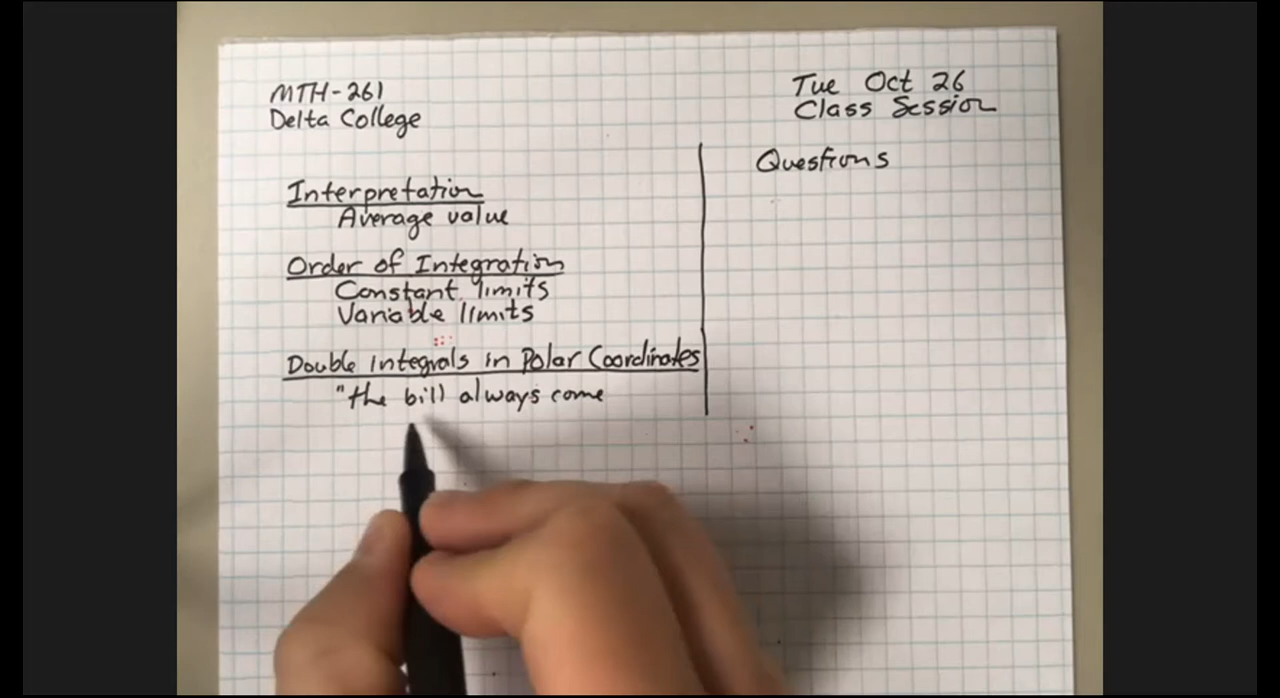 MTH-261
Delta College
Tue Oct 26
Class Session
Interpretation
Average value
Order of Integration
Constant limits
Variable limits
Double Integrals in Polar Coordinates
"the bill always come
Questions